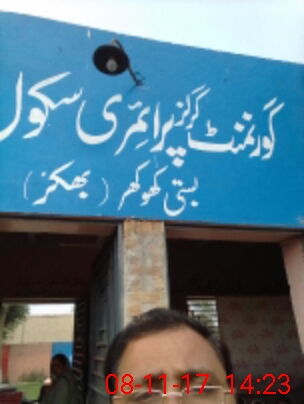 گورنمنٹ گرلز پرائمری سکول
بستی کھوکھر (بھکر)
08-11-17 14:23